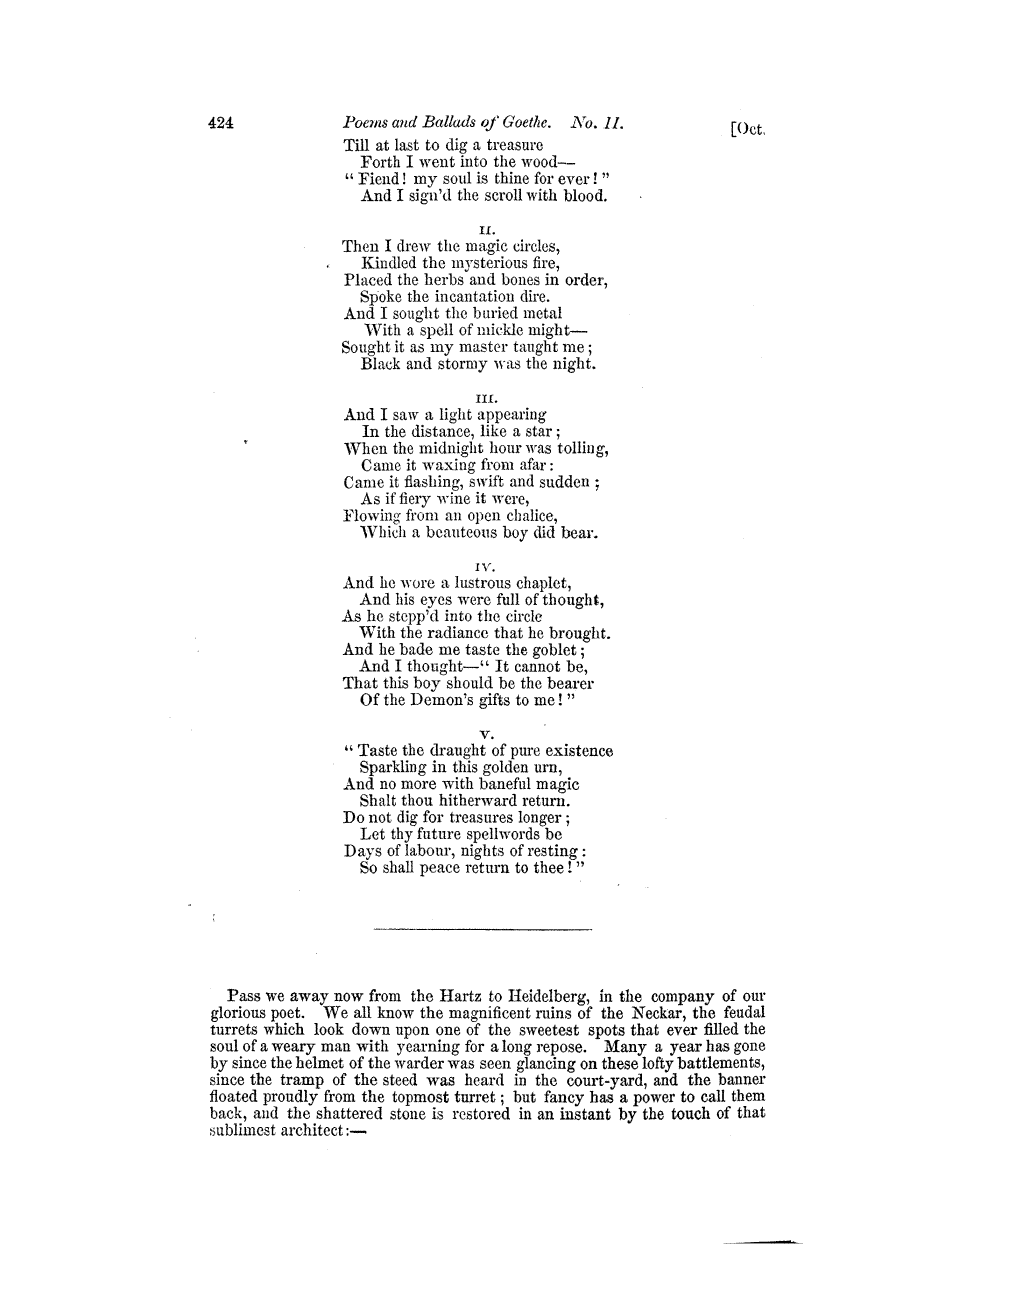 424 Poems and Ballads of Goethe. No. II. [Oct.
Till at last to dig a treasure
Forth I went into the wood—
“ Fiend! my soul is thine for ever! ”
And I sign’d the scroll with blood.
II.
Then I drew the magic circles,
Kindled the mysterious fire,
Placed the herbs and bones in order,
Spoke the incantation dire.
And I sought the buried metal
With a spell of mickle might—
Sought it as my master taught me ;
Black and stormy was the night.
III.
And I saw a light appearing
In the distance, like a star ;
When the midnight hour was tolling,
Came it waxing from afar :
Came it flashing, swift and sudden ;
As if fiery wine it were,
Flowing from an open chalice,
Which a beauteous boy did bear.
IV.
And he wore a lustrous chaplet,
And his eyes were full of thought,
As he stepp’d into the circle
With the radiance that he brought.
And he bade me taste the goblet ;
And I thought—“ It cannot be,
That this boy should be the bearer
Of the Demon’s gifts to me! ”
V.
“ Taste the draught of pure existence
Sparkling in this golden urn,
And no more with baneful magic
Shalt thou hitherward return.
Do not dig for treasures longer ;
Let thy future spellwords be
Days of labour, nights of resting :
So shall peace return to thee! ”
Pass we away now from the Hartz to Heidelberg, in the company of our
glorious poet. We all know the magnificent ruins of the Neckar, the feudal
turrets which look down upon one of the sweetest spots that ever filled the
soul of a weary man with yearning for a long repose. Many a year has gone
by since the helmet of the warder was seen glancing on these lofty battlements,
since the tramp of the steed was heard in the court-yard, and the banner
floated proudly from the topmost turret ; but fancy has a power to call them
back, and the shattered stone is restored in an instant by the touch of that
sublimest architect:—